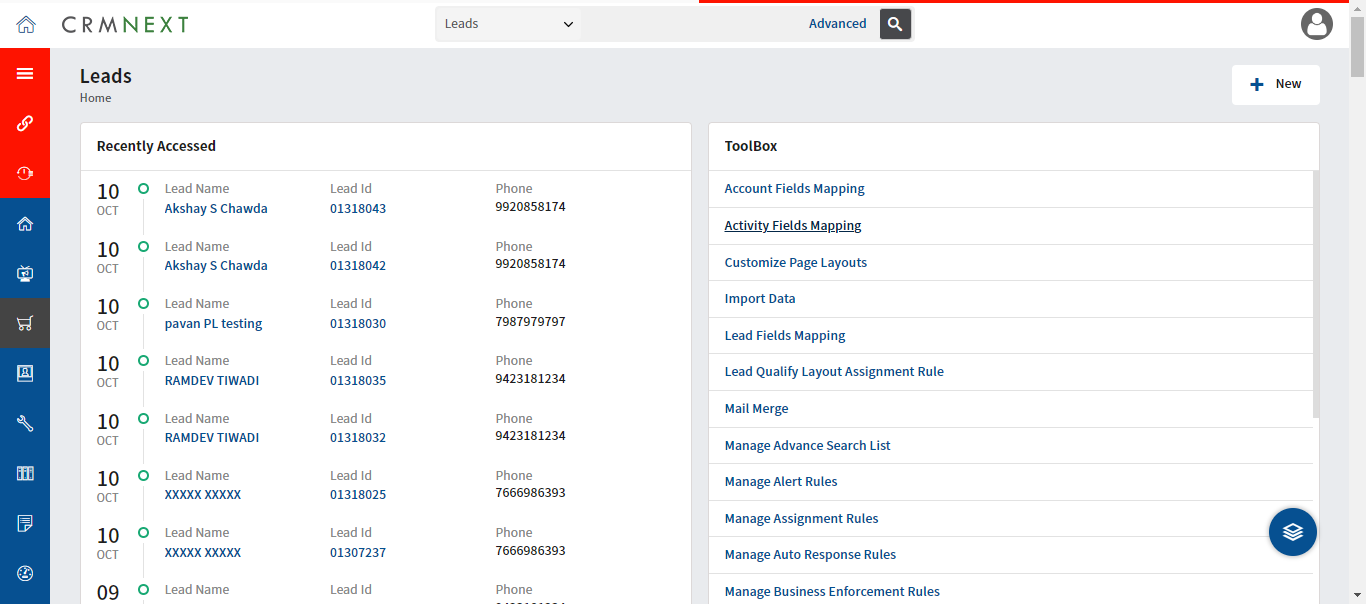 CRMNEXT
Leads
Advanced
Leads
Home
New
Recently Accessed
10 OCT
Lead Name Lead Id Phone
Akshay S Chawda 01318043 9920858174
10 OCT
Lead Name Lead Id Phone
Akshay S Chawda 01318042 9920858174
10 OCT
Lead Name Lead Id Phone
pavan PL testing 01318030 7987979797
10 OCT
Lead Name Lead Id Phone
RAMDEV TIWADI 01318035 9423181234
10 OCT
Lead Name Lead Id Phone
RAMDEV TIWADI 01318032 9423181234
10 OCT
Lead Name Lead Id Phone
XXXXX XXXXX 01318025 7666986393
10 OCT
Lead Name Lead Id Phone
XXXXX XXXXX 01307237 7666986393
09
Lead Name Lead Id Phone
ToolBox
Account Fields Mapping
Activity Fields Mapping
Customize Page Layouts
Import Data
Lead Fields Mapping
Lead Qualify Layout Assignment Rule
Mail Merge
Manage Advance Search List
Manage Alert Rules
Manage Assignment Rules
Manage Auto Response Rules
Manage Business Enforcement Rules